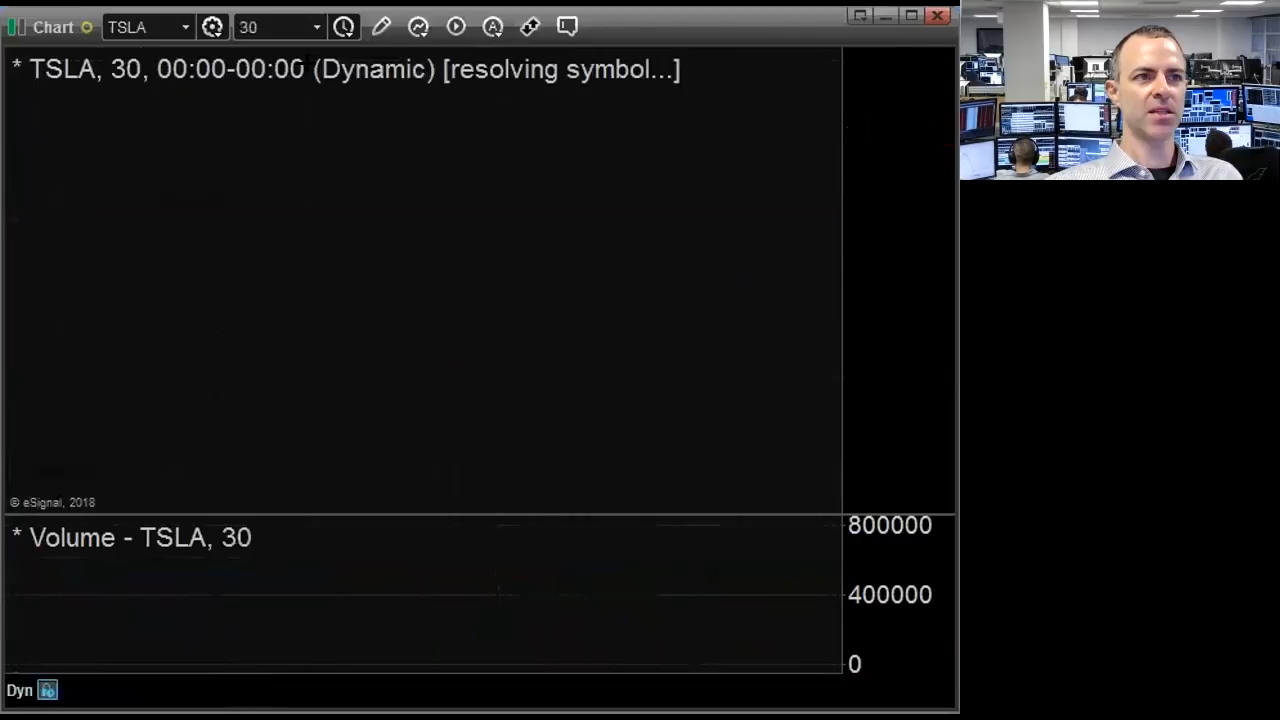 Chart TSLA 30
* TSLA, 30, 00:00-00:00 (Dynamic) [resolving symbol...]
© eSignal, 2018
* Volume - TSLA, 30
800000
400000
0
Dyn